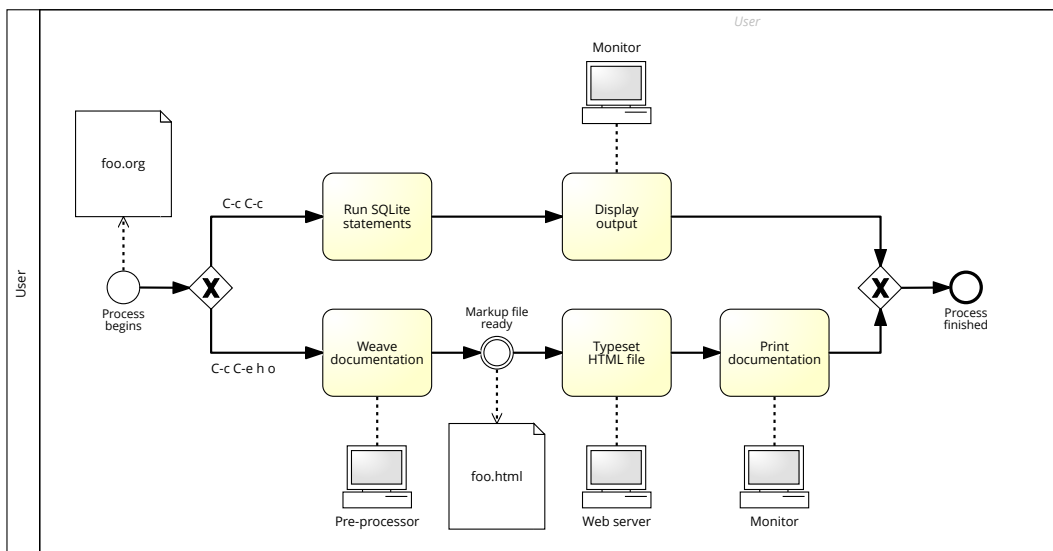 User
User
Monitor
foo.org
C-c C-c
Run SQLite
statements
Display
output
X
X
Process
begins
Process
finished
Markup file
ready
Weave
documentation
Typeset
HTML file
Print
documentation
C-c C-e h o
foo.html
Pre-processor
Web server
Monitor